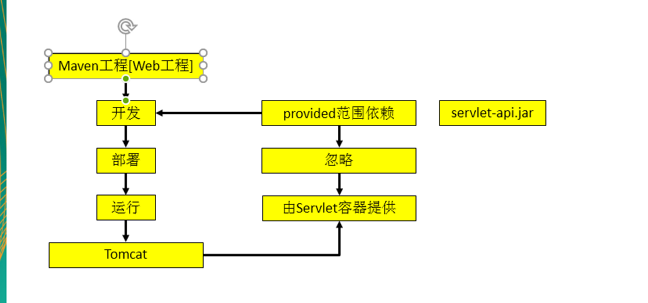 Maven工程[Web工程]
开发
provided范围依赖
servlet-api.jar
部署
忽略
运行
由Servlet容器提供
Tomcat